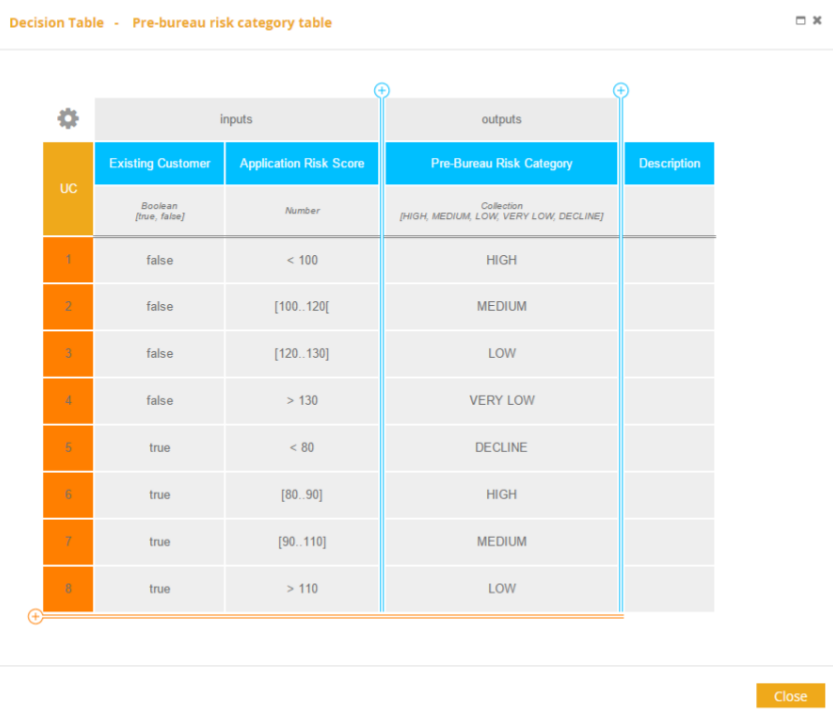 Decision Table - Pre-bureau risk category table
inputs outputs
UC Existing Customer Application Risk Score Pre-Bureau Risk Category Description
Boolean Number Collection
[true, false] [HIGH, MEDIUM, LOW, VERY LOW, DECLINE]
1 false < 100 HIGH
2 false [100..120[ MEDIUM
3 false [120..130] LOW
4 false > 130 VERY LOW
5 true < 80 DECLINE
6 true [80..90] HIGH
7 true [90..110] MEDIUM
8 true > 110 LOW
Close